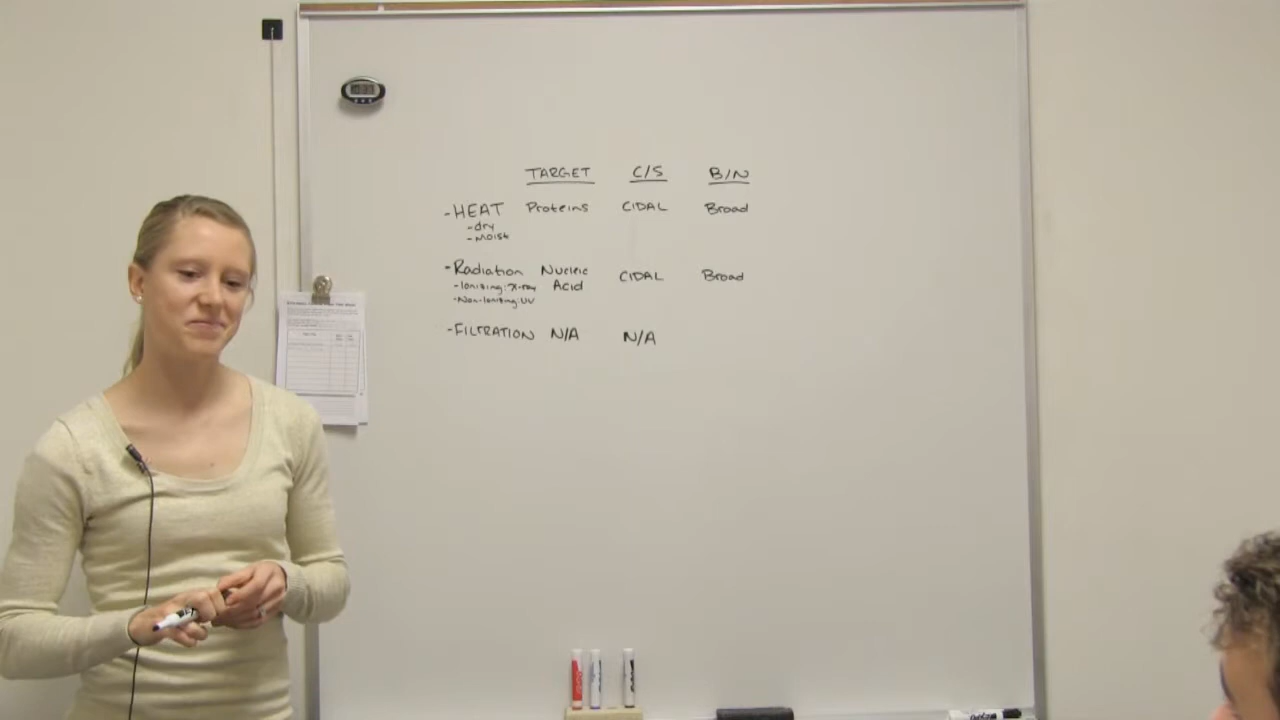 TARGET C/S B/N
-HEAT Proteins CIDAL Broad
-dry
-Moist
-Radiation Nucleic CIDAL Broad
-Ionizing: X-ray Acid
-Non-Ionizing: UV
-FILTRATION N/A N/A